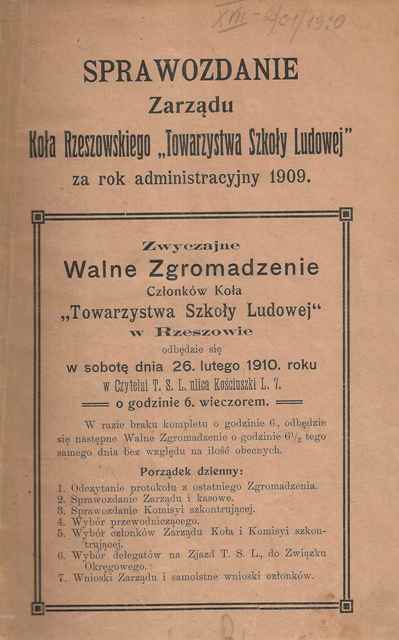 SPRAWOZDANIE
Zarządu
Koła Rzeszowskiego „Towarzystwa Szkoły Ludowej"
za rok administracyjny 1909.
Zwyczajne
Walne Zgromadzenie
Członków Koła
„Towarzystwa Szkoły Ludowej“
w Rzeszowie
odbędzie się
w sobotę dnia 26. lutego 1910. roku
w Czytelni T. S. L. ulica Kościuszki L. 7.
o godzinie 6. wieczorem.
W razie braku kompletu o godzinie 6., odbędzie
się następne Walne Zgromadzenie o godzinie 6½ tego
samego dnia bez względu na ilość obecnych.
Porządek dzienny:
1. Odczytanie protokołu z ostatniego Zgromadzenia.
2. Sprawozdanie Zarządu i kasowe.
3. Sprawozdanie Komisyi szkontrującej.
4. Wybór przewodniczącego.
5. Wybór członków Zarządu Koła i Komisyi szkon-
trującej.
6. Wybór delegatów na Zjazd T. S. L., do Związku
Okręgowego.
7. Wnioski Zarządu i samoistne wnioski członków.